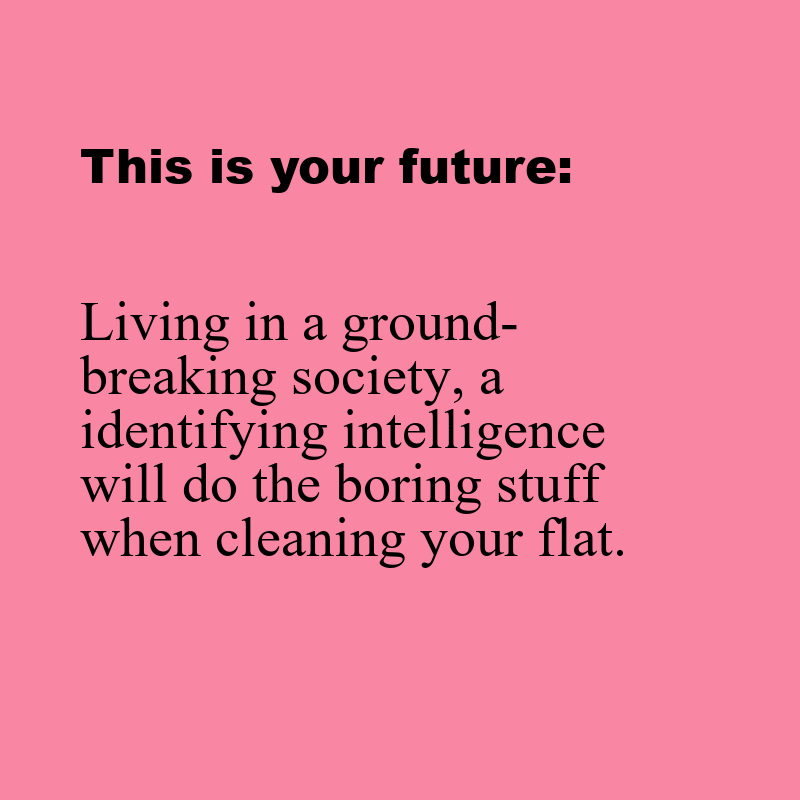 This is your future:
Living in a ground-
breaking society, a
identifying intelligence
will do the boring stuff
when cleaning your flat.